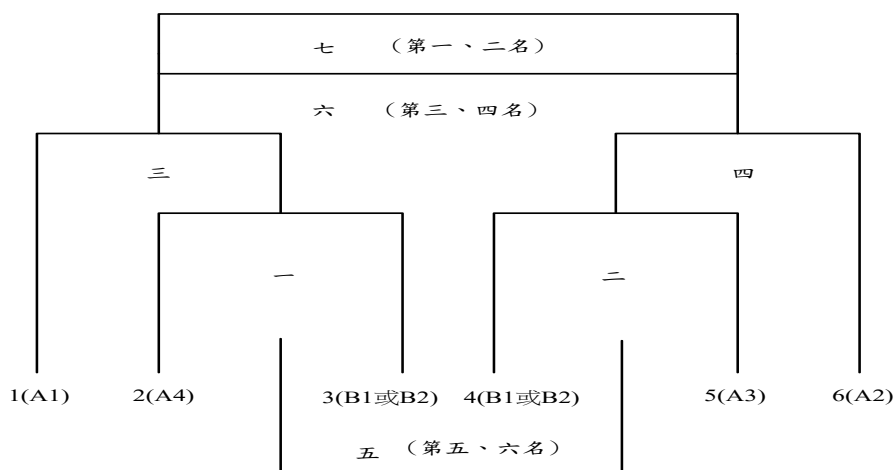 七 (第一、二名)
六 (第三、四名)
三 四
一 二
1(A1) 2(A4) 3(B1或B2) 4(B1或B2) 5(A3) 6(A2)
五 (第五、六名)